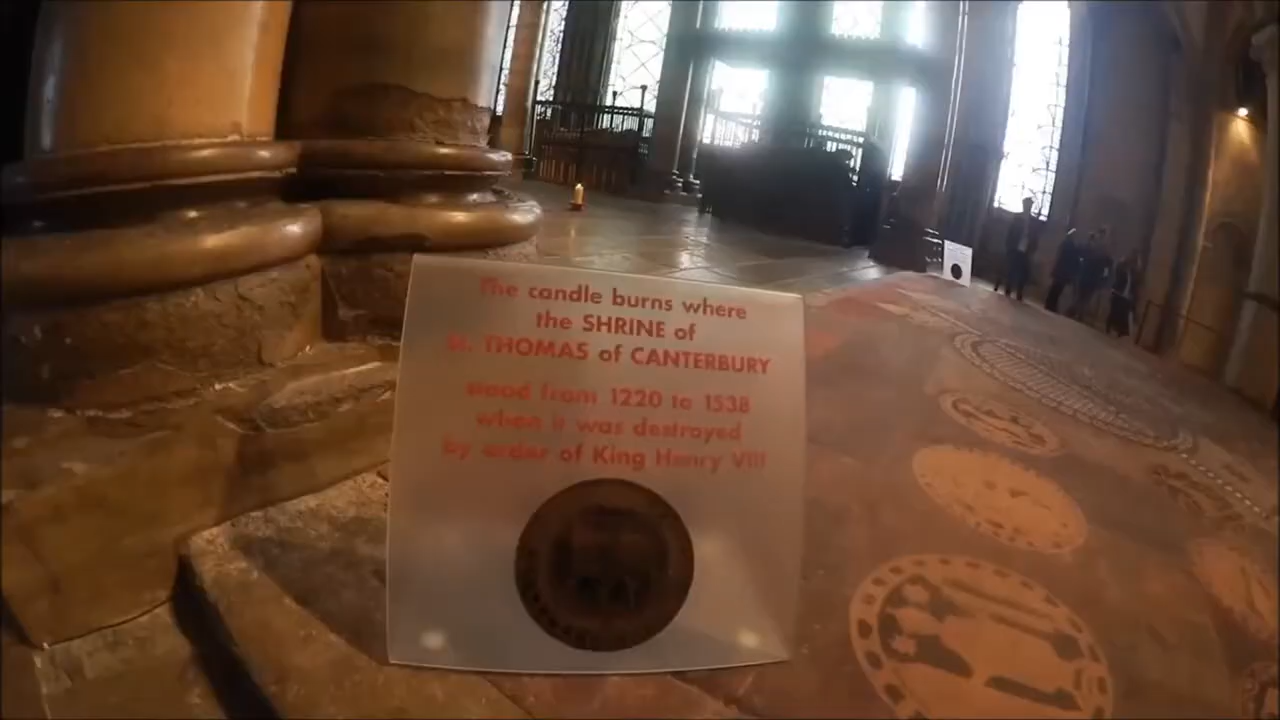 The candle burns where
the SHRINE of
St. THOMAS of CANTERBURY
stood from 1220 to 1538
when it was destroyed
by order of King Henry VIII